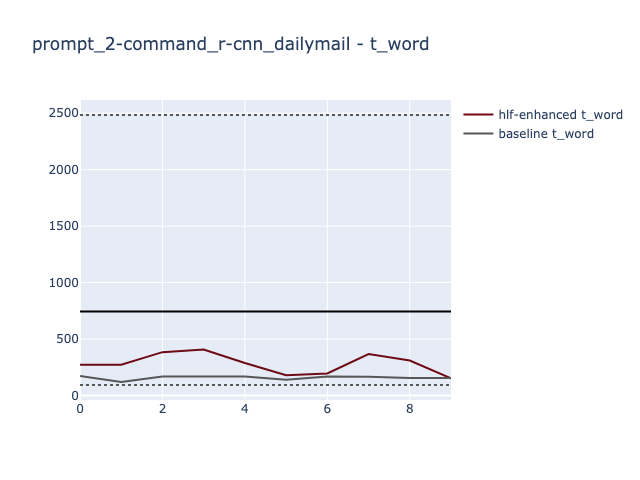 prompt_2-command_r-cnn_dailymail - t_word
hlf-enhanced t_word
baseline t_word
2500
2000
1500
1000
500
0
0 2 4 6 8